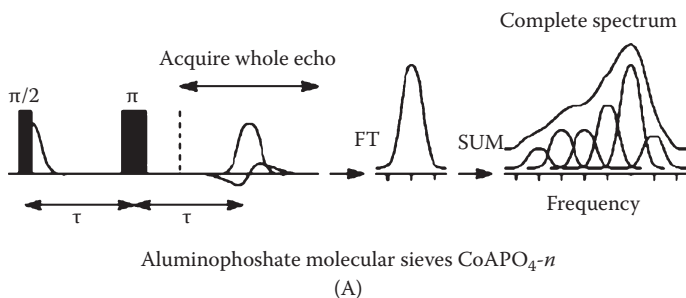 Complete spectrum
Acquire whole echo
π/2
π
FT
SUM
τ
τ
Frequency
Aluminophoshate molecular sieves CoAPO4-n
(A)